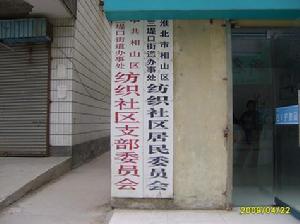 中共相山区
三堤口街道办事处
纺织社区支部委员会
淮北市相山区
三堤口街道办事处
纺织社区居民委员会
2009/04/22